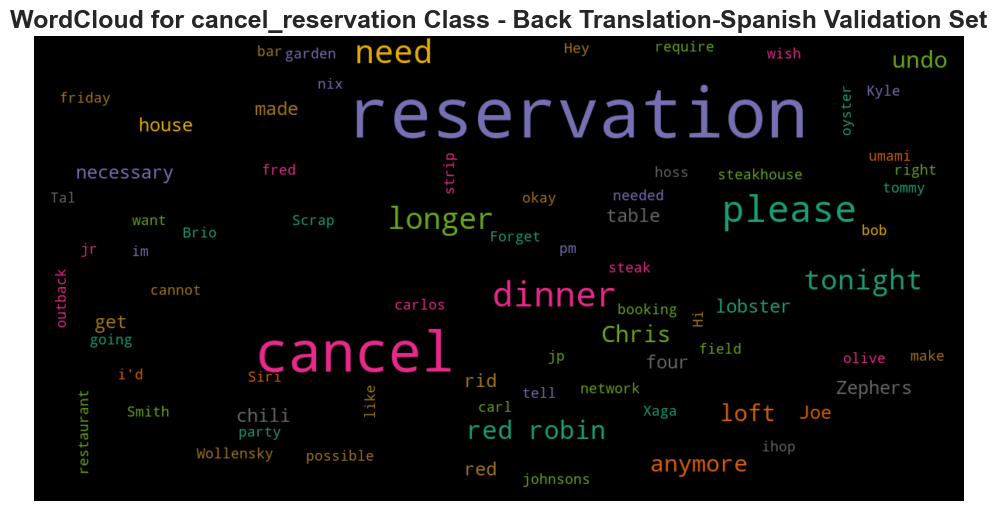 WordCloud for cancel_reservation Class - Back Translation-Spanish Validation Set
bar garden need Hey require wish undo
friday nix made house reservation oyster Kyle
necessary fred strip hoss steakhouse umami right
Tal want Brio Scrap longer okay needed table please tommy
jr im Forget pm bob
outback cannot carlos dinner steak booking lobster tonight
get going cancel Chris Hi field
i'd Siri rid jp four olive make
restaurant Smith chili like carl tell network Xaga loft Joe Zephers
party red robin
Wollensky possible red johnsons anymore ihop